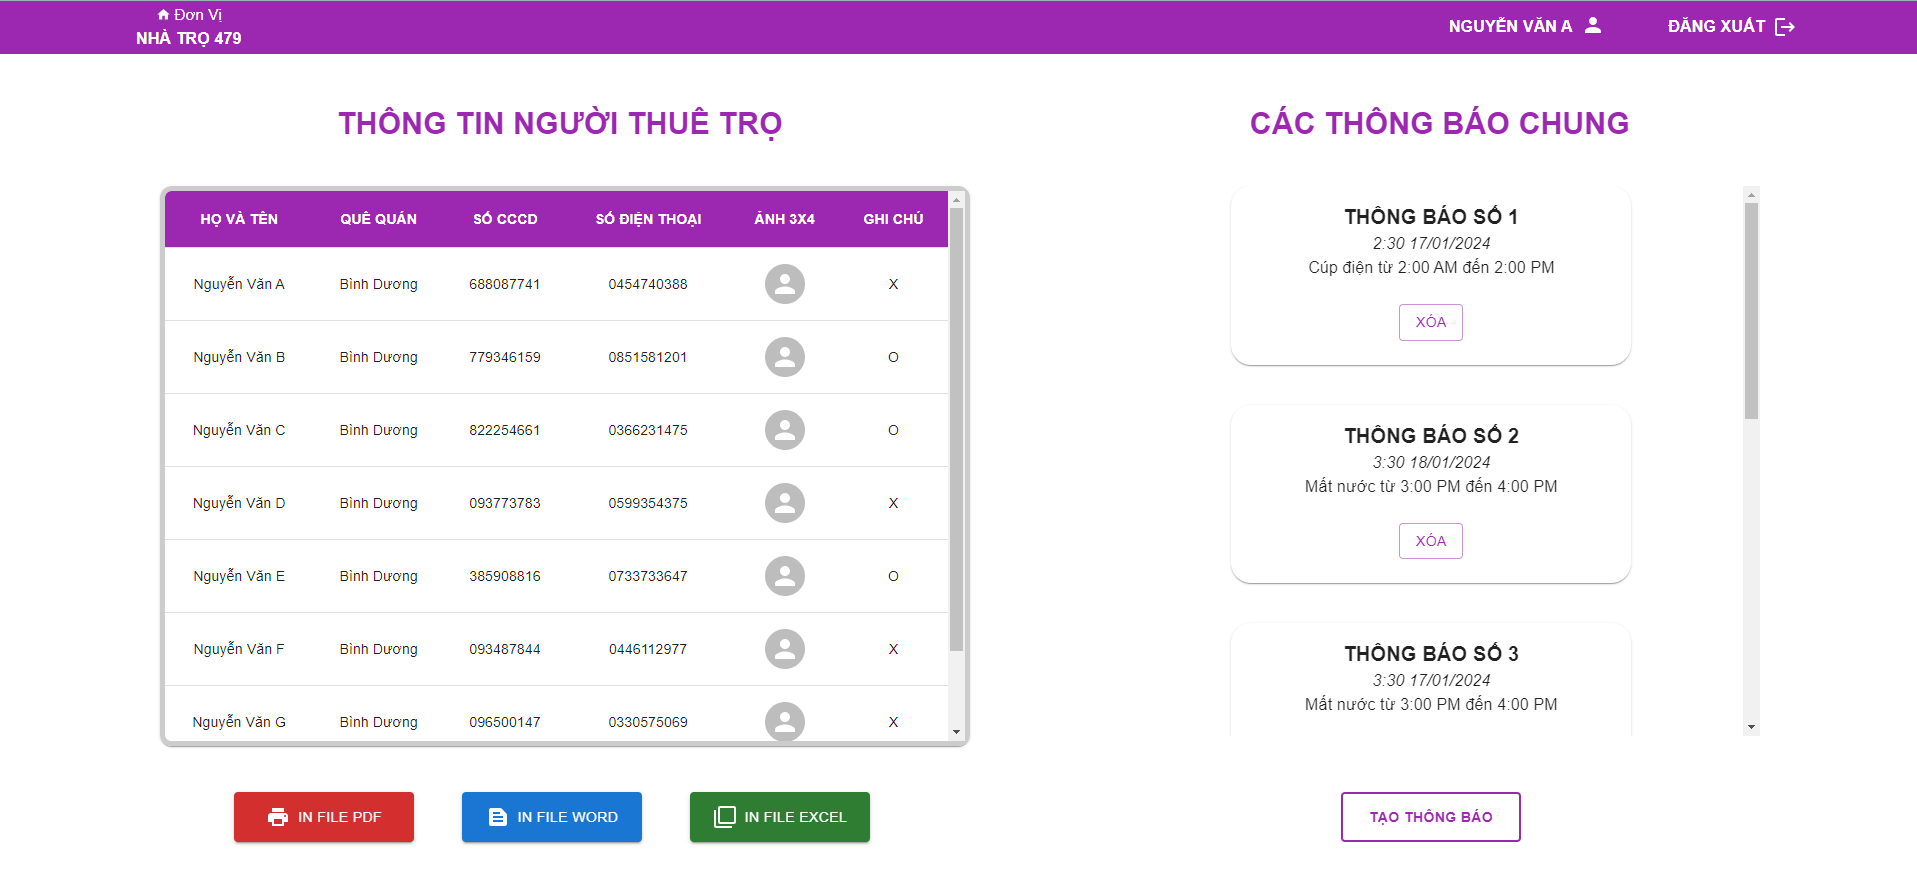 Đơn Vị
NHÀ TRỌ 479
NGUYỄN VĂN A
ĐĂNG XUẤT
THÔNG TIN NGƯỜI THUÊ TRỌ
HỌ VÀ TÊN QUÊ QUÁN SỐ CCCD SỐ ĐIỆN THOẠI ẢNH 3X4 GHI CHÚ
Nguyễn Văn A Bình Dương 688087741 0454740388 X
Nguyễn Văn B Bình Dương 779346159 0851581201 O
Nguyễn Văn C Bình Dương 822254661 0366231475 O
Nguyễn Văn D Bình Dương 093773783 0599354375 X
Nguyễn Văn E Bình Dương 385908816 0733733647 O
Nguyễn Văn F Bình Dương 093487844 0446112977 X
Nguyễn Văn G Bình Dương 096500147 0330575069 X
IN FILE PDF
IN FILE WORD
IN FILE EXCEL
CÁC THÔNG BÁO CHUNG
THÔNG BÁO SỐ 1
2:30 17/01/2024
Cúp điện từ 2:00 AM đến 2:00 PM
XÓA
THÔNG BÁO SỐ 2
3:30 18/01/2024
Mất nước từ 3:00 PM đến 4:00 PM
XÓA
THÔNG BÁO SỐ 3
3:30 17/01/2024
Mất nước từ 3:00 PM đến 4:00 PM
TẠO THÔNG BÁO